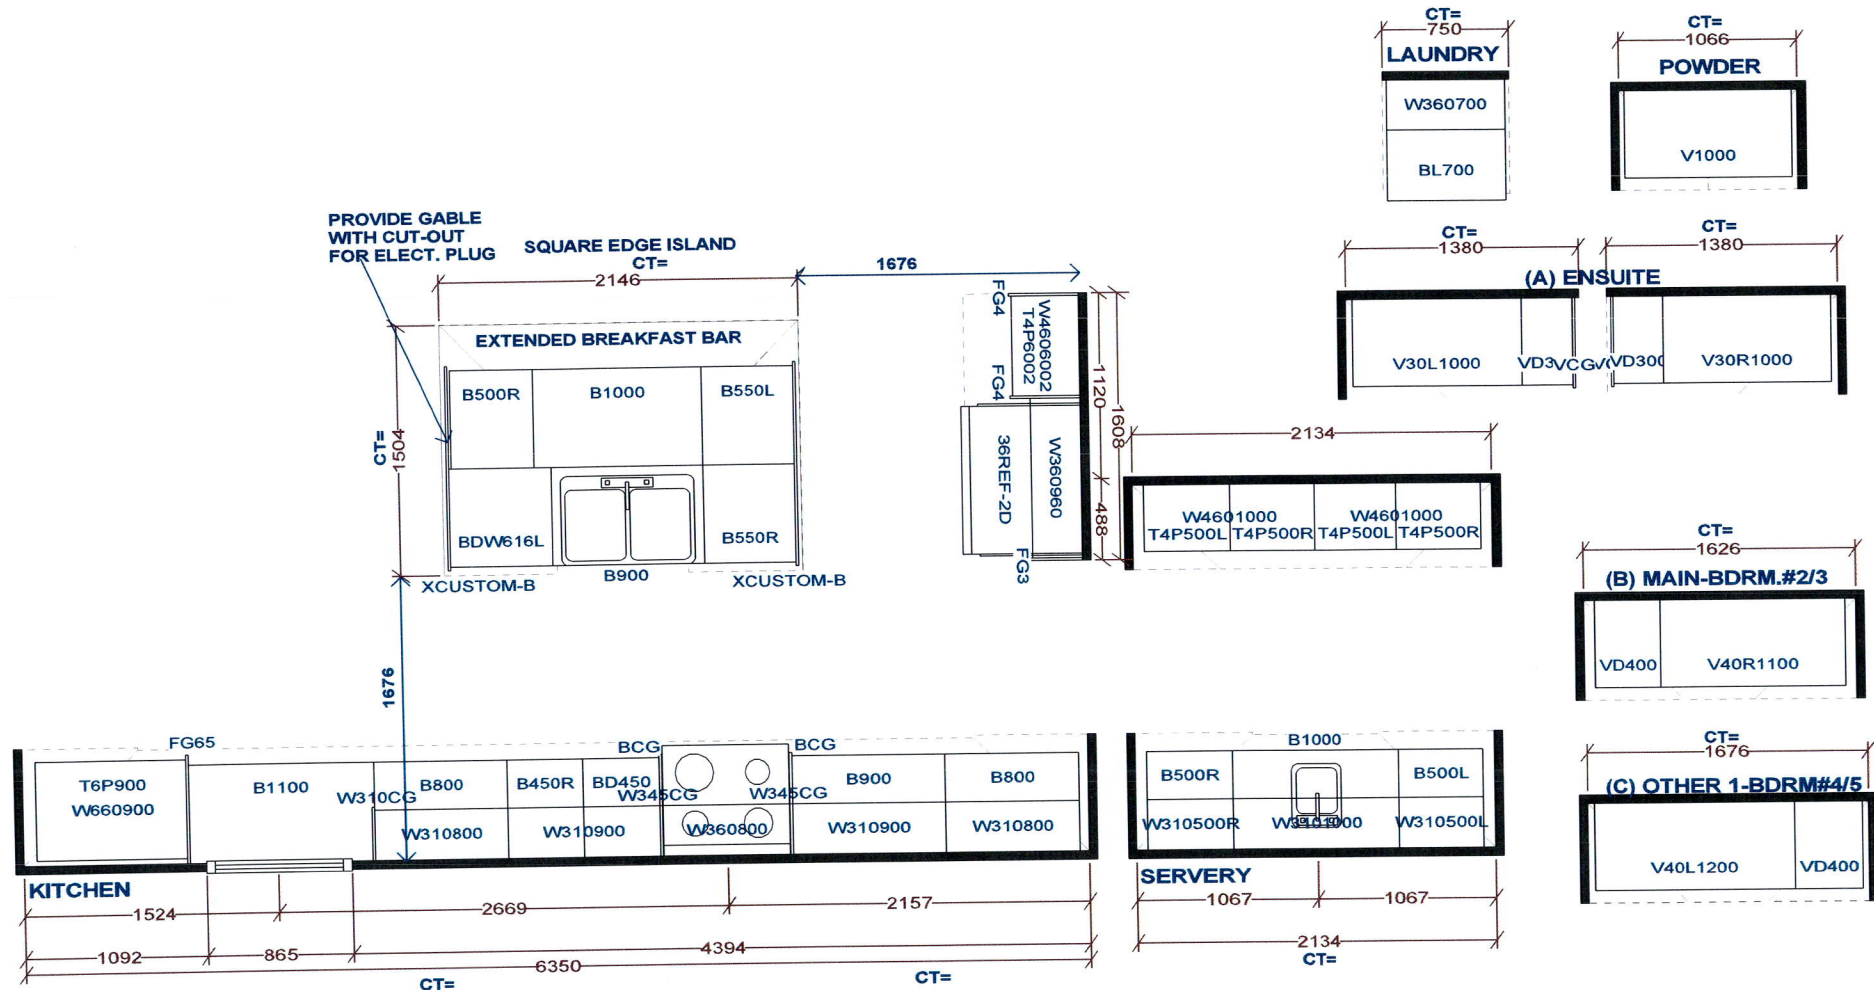 CT=
750
LAUNDRY
W360700
BL700
CT=
1066
POWDER
V1000
PROVIDE GABLE
WITH CUT-OUT
FOR ELECT. PLUG
SQUARE EDGE ISLAND
CT=
2146
1676
EXTENDED BREAKFAST BAR
CT=
1504
B500R
B1000
B550L
BDW616L
B900
B550R
XCUSTOM-B
XCUSTOM-B
1676
FG4
W4606002
T4P6002
FG4
36REF-2D
W360960
FG3
1120
1608
488
CT=
1380
CT=
1380
(A) ENSUITE
V30L1000
VD3
VCG
VD300
V30R1000
2134
W4601000
W4601000
T4P500L
T4P500R
T4P500L
T4P500R
CT=
1626
(B) MAIN-BDRM.#2/3
VD400
V40R1100
CT=
1676
(C) OTHER 1-BDRM#4/5
V40L1200
VD400
FG65
T6P900
W660900
B1100
W310CG
B800
B450R
BD450
BCG
W345CG
BCG
W345CG
B900
B800
W310800
W310900
W360800
W310900
W310800
KITCHEN
1524
2669
2157
1092
865
4394
6350
CT=
CT=
B1000
B500R
B500L
W310500R
W3101000
W310500L
SERVERY
1067
1067
2134
CT=